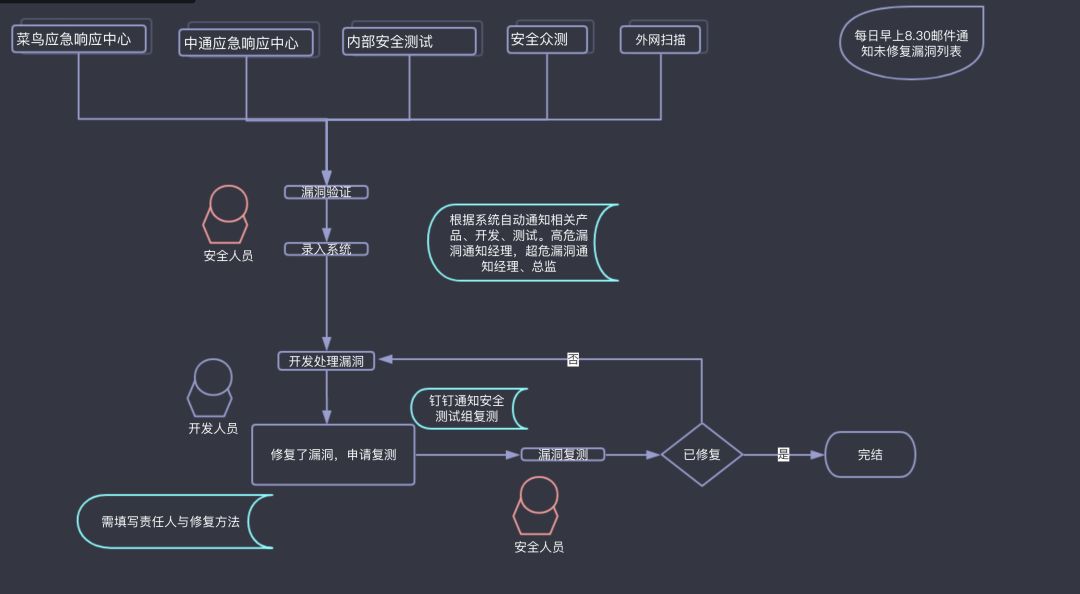 菜鸟应急响应中心
中通应急响应中心
内部安全测试
安全众测
外网扫描
每日早上8.30邮件通
知未修复漏洞列表
漏洞验证
安全人员
录入系统
根据系统自动通知相关产
品、开发、测试。高危漏
洞通知经理，超危漏洞通
知经理、总监
开发处理漏洞
否
开发人员
钉钉通知安全
测试组复测
修复了漏洞，申请复测
漏洞复测
已修复
是
完结
需填写责任人与修复方法
安全人员